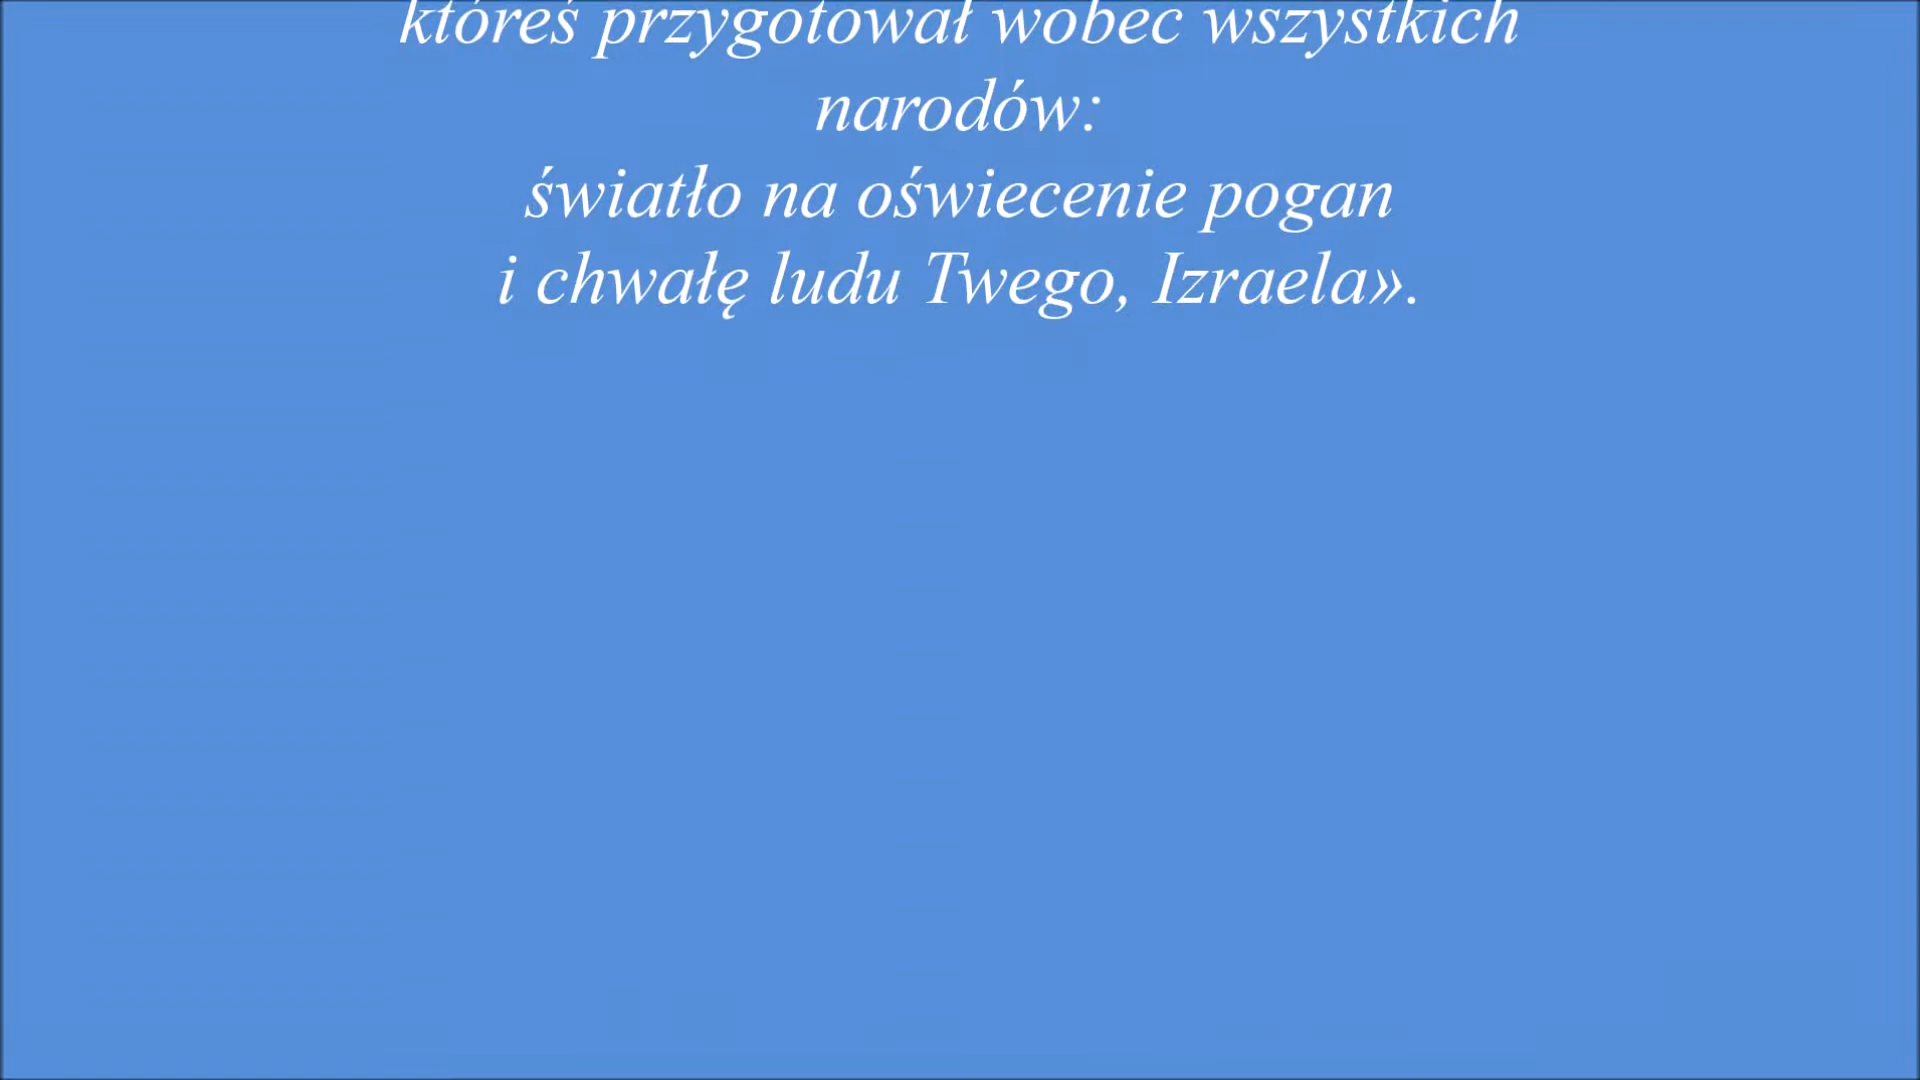 któreś przygotował wobec wszystkich
narodów:
światło na oświecenie pogan
i chwałę ludu Twego, Izraela».